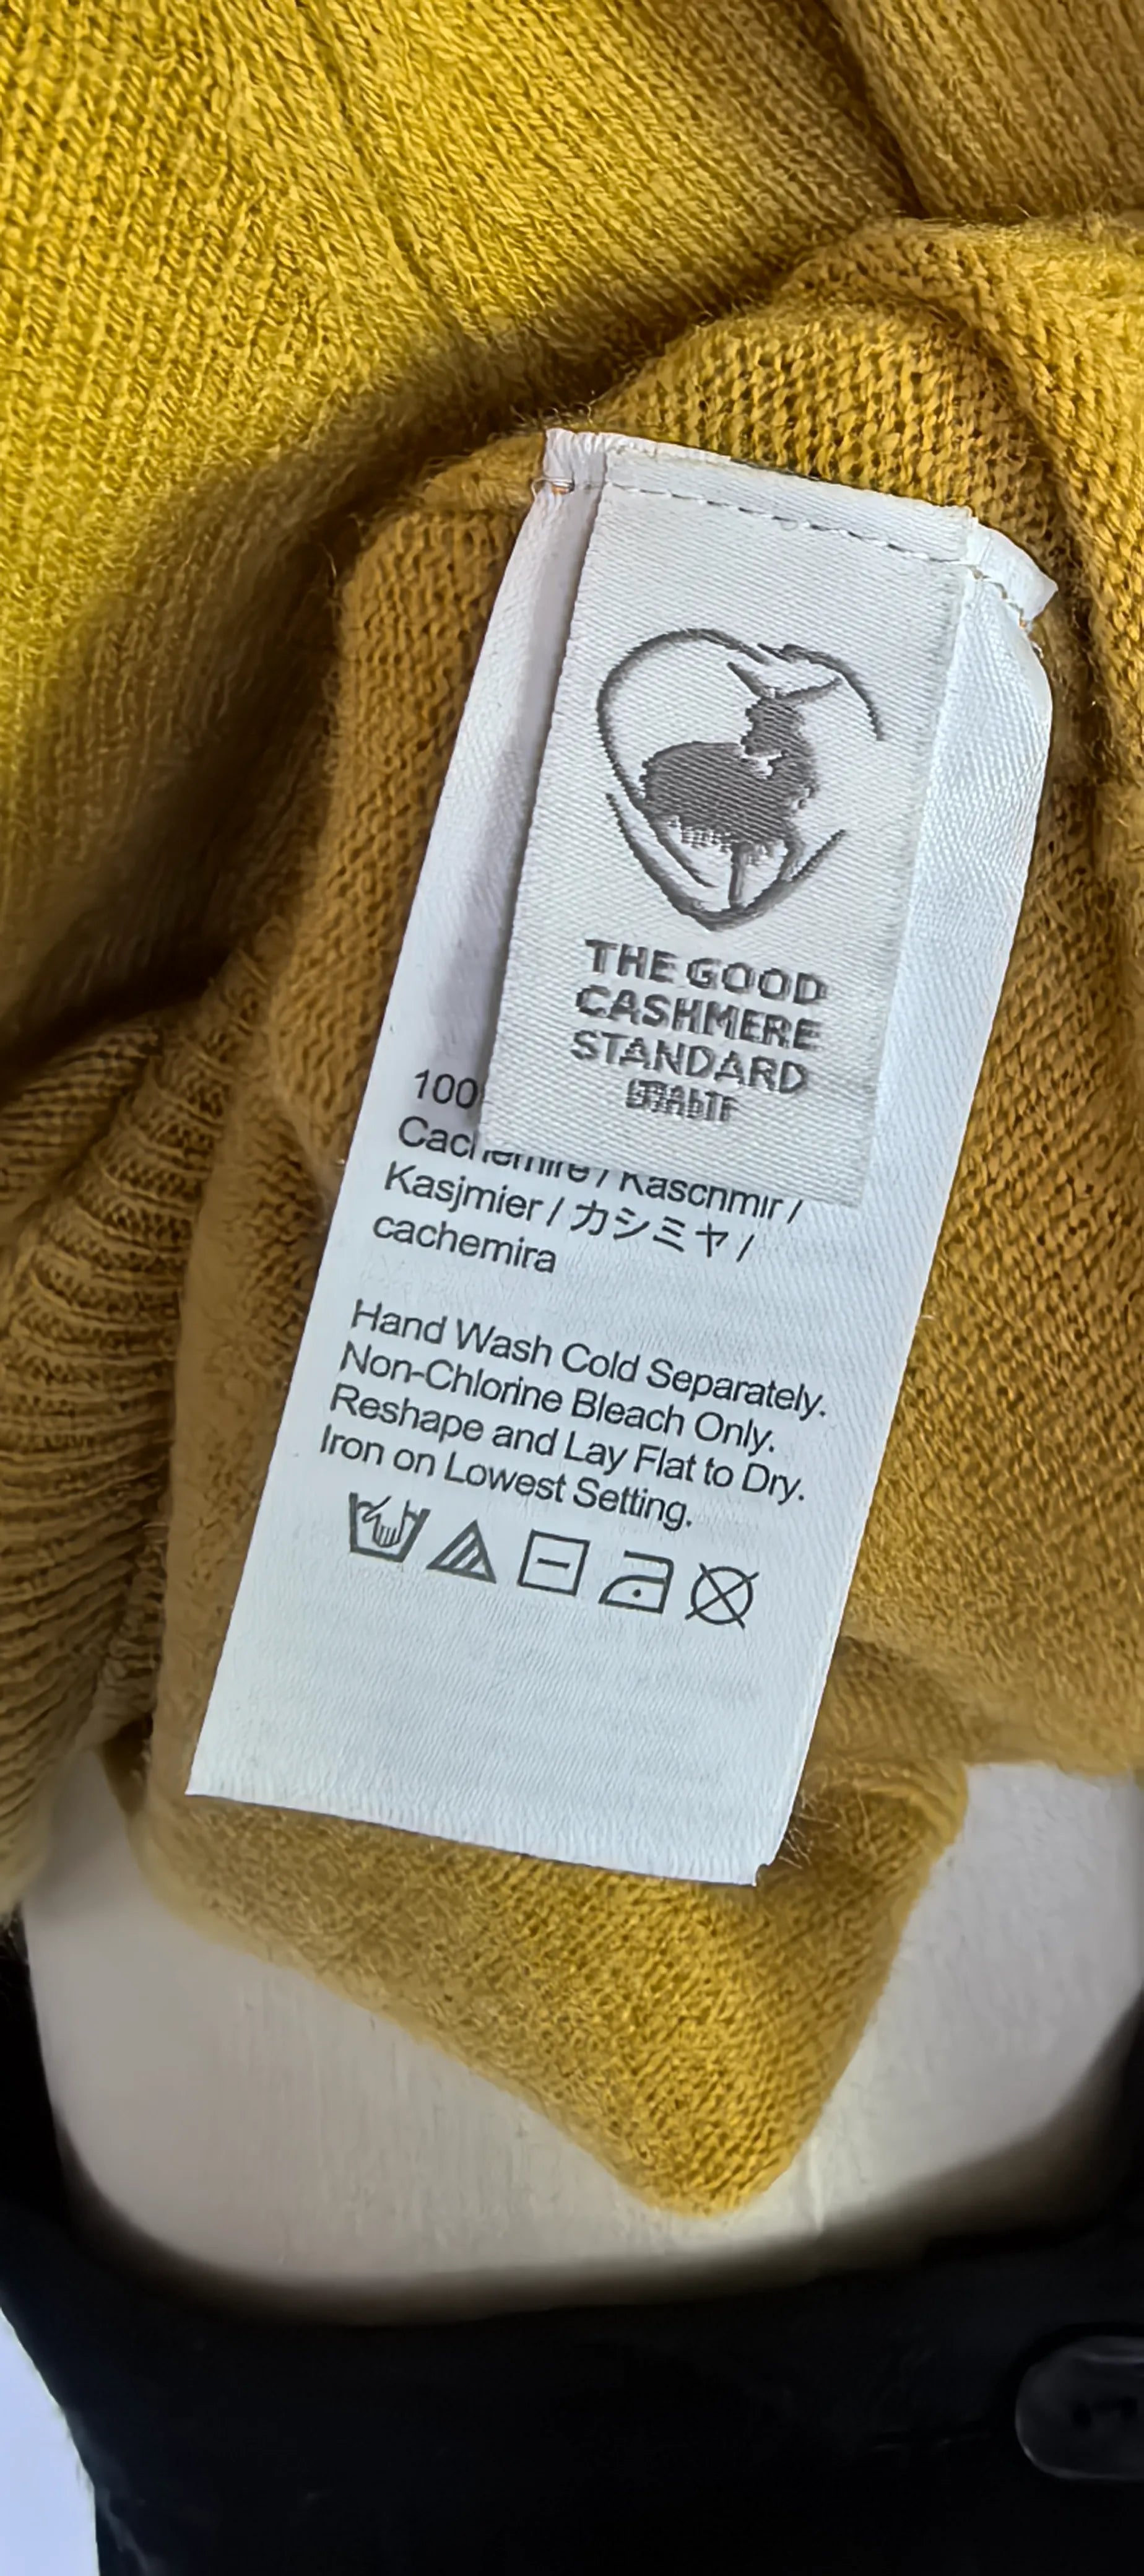 THE GOOD
CASHMERE
STANDARD
100
Cachemire / Kaschmir /
Kasjmier / カシミヤ /
cachemira
Hand Wash Cold Separately.
Non-Chlorine Bleach Only.
Reshape and Lay Flat to Dry.
Iron on Lowest Setting.